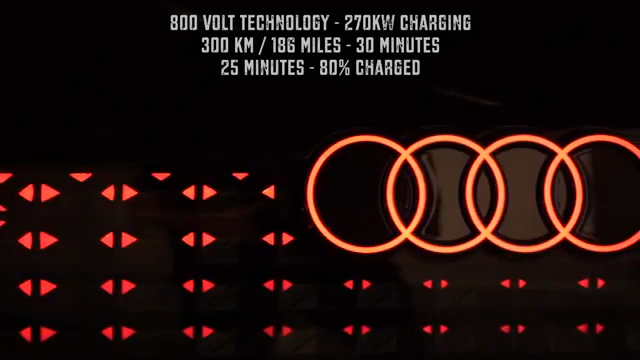 800 VOLT TECHNOLOGY - 270KW CHARGING
300 KM / 186 MILES - 30 MINUTES
25 MINUTES - 80% CHARGED